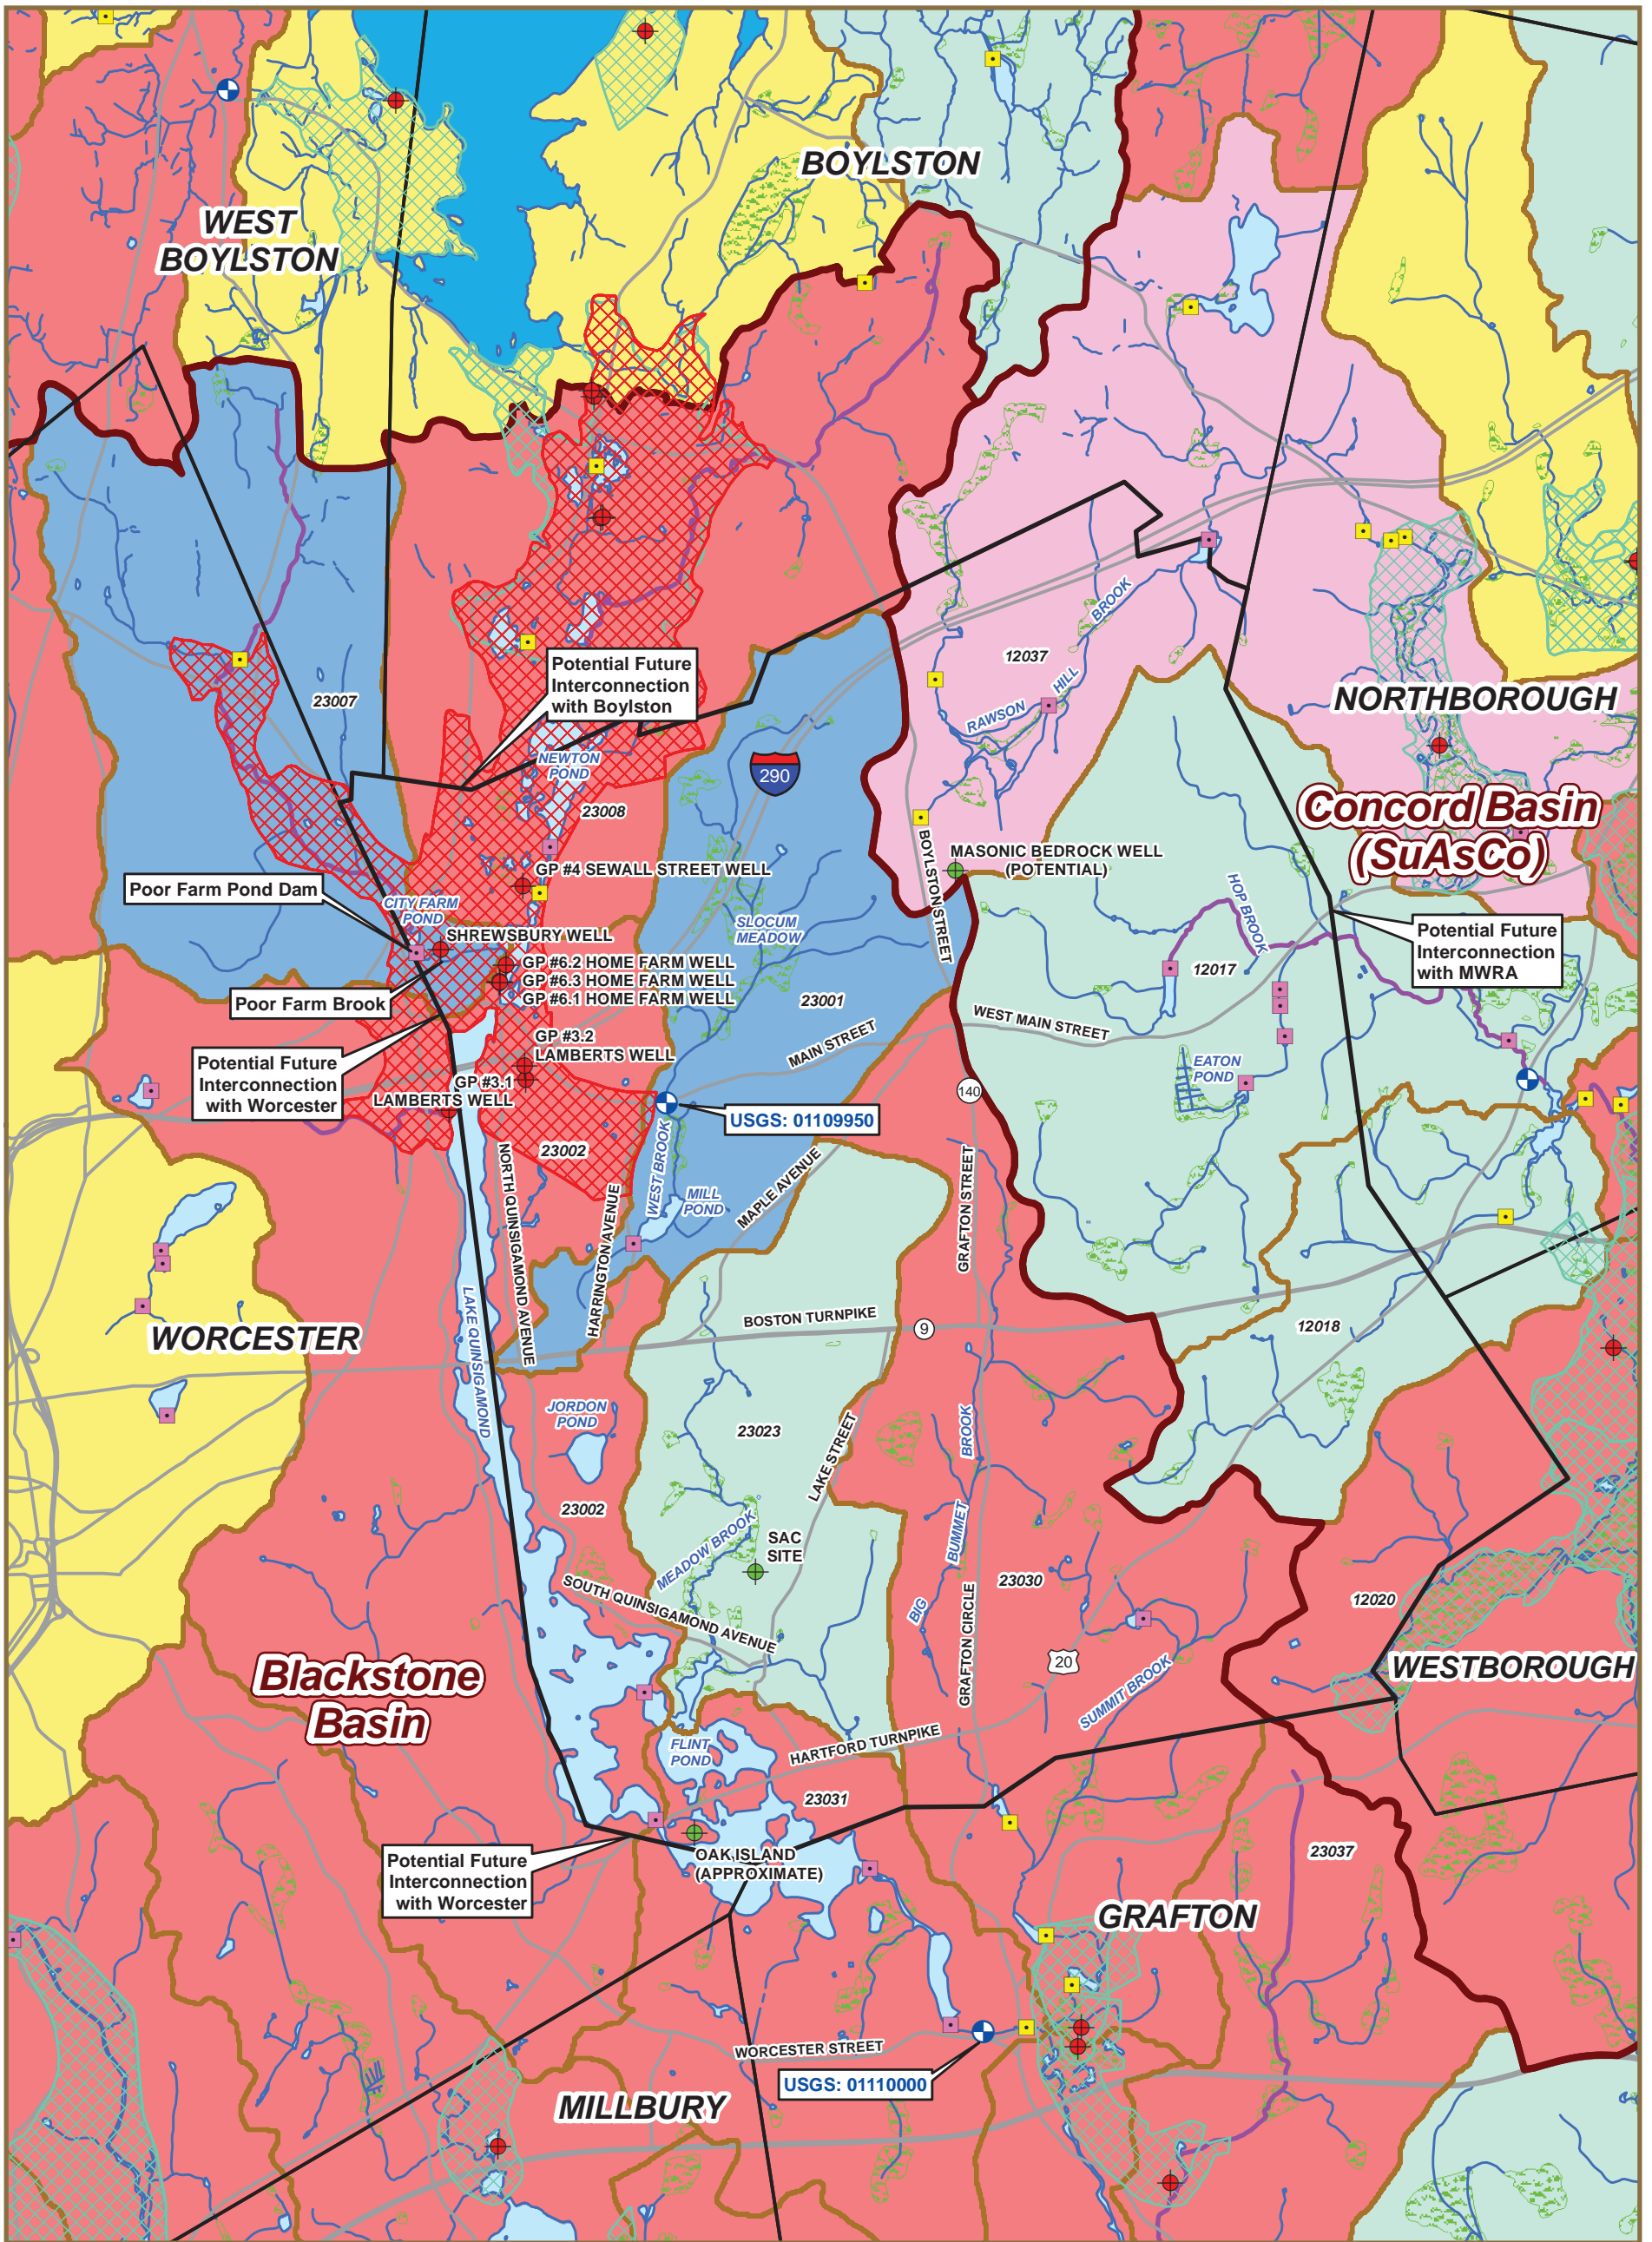 BOYLSTON
WEST
BOYLSTON
12037
BROOK
HILL
RAWSON
Potential Future
Interconnection
with Boylston
23007
NORTHBOROUGH
NEWTON
POND
290
23008
Concord Basin
(SuAsCo)
BOYLSTON STREET
MASONIC BEDROCK WELL
(POTENTIAL)
GP #4 SEWALL STREET WELL
Poor Farm Pond Dam
CITY FARM
POND
HOP BROOK
SLOCUM
MEADOW
SHREWSBURY WELL
Potential Future
Interconnection
with MWRA
GP #6.2 HOME FARM WELL
GP #6.3 HOME FARM WELL
GP #6.1 HOME FARM WELL
12017
Poor Farm Brook
23001
WEST MAIN STREET
MAIN STREET
GP #3.2
LAMBERTS WELL
Potential Future
Interconnection
with Worcester
EATON
POND
GP #3.1
LAMBERTS WELL
140
USGS: 01109950
23002
WEST BROOK
NORTH QUINSIGAMOND AVENUE
MAPLE AVENUE
GRAFTON STREET
MILL
POND
HARRINGTON AVENUE
LAKE QUINSIGAMOND
WORCESTER
BOSTON TURNPIKE
9
12018
JORDON
POND
23023
LAKE STREET
BROOK
23002
BUMMET
SAC
SITE
MEADOW BROOK
SOUTH QUINSIGAMOND AVENUE
23030
12020
BIG
GRAFTON CIRCLE
20
WESTBOROUGH
Blackstone
Basin
SUMMIT BROOK
FLINT
POND
HARTFORD TURNPIKE
23031
OAK ISLAND
(APPROXIMATE)
23037
Potential Future
Interconnection
with Worcester
GRAFTON
WORCESTER STREET
USGS: 01110000
MILLBURY